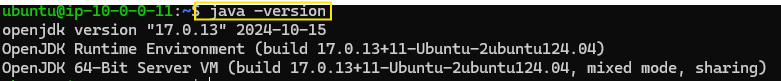 ubuntu@ip-10-0-0-11:~$ java -version
openjdk version "17.0.13" 2024-10-15
OpenJDK Runtime Environment (build 17.0.13+11-Ubuntu-2ubuntu124.04)
OpenJDK 64-Bit Server VM (build 17.0.13+11-Ubuntu-2ubuntu124.04, mixed mode, sharing)